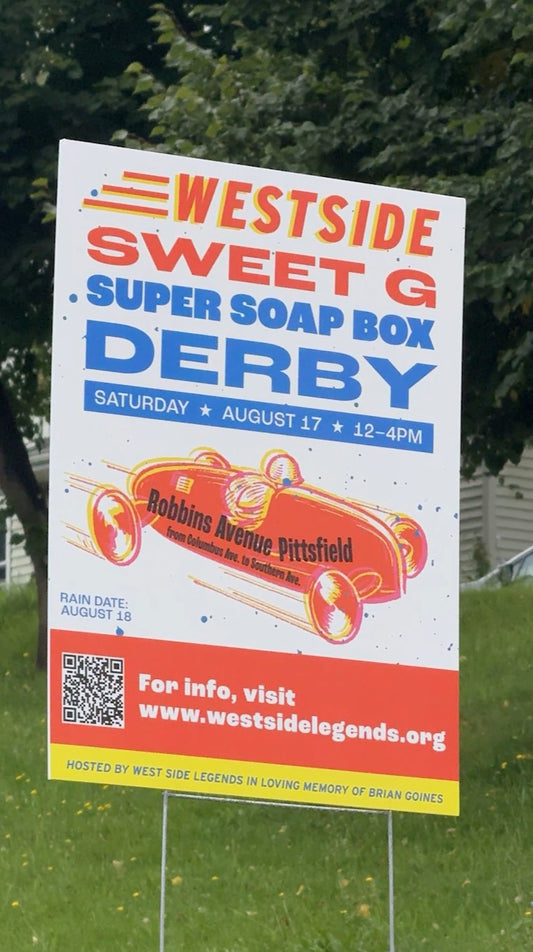 WESTSIDE
SWEET G
SUPER SOAP BOX
DERBY
SATURDAY ★ AUGUST 17 ★ 12–4PM
Robbins Avenue Pittsfield
from Columbus Ave. to Southern Ave.
RAIN DATE:
AUGUST 18
For info, visit
www.westsidelegends.org
HOSTED BY WEST SIDE LEGENDS IN LOVING MEMORY OF BRIAN GOINES